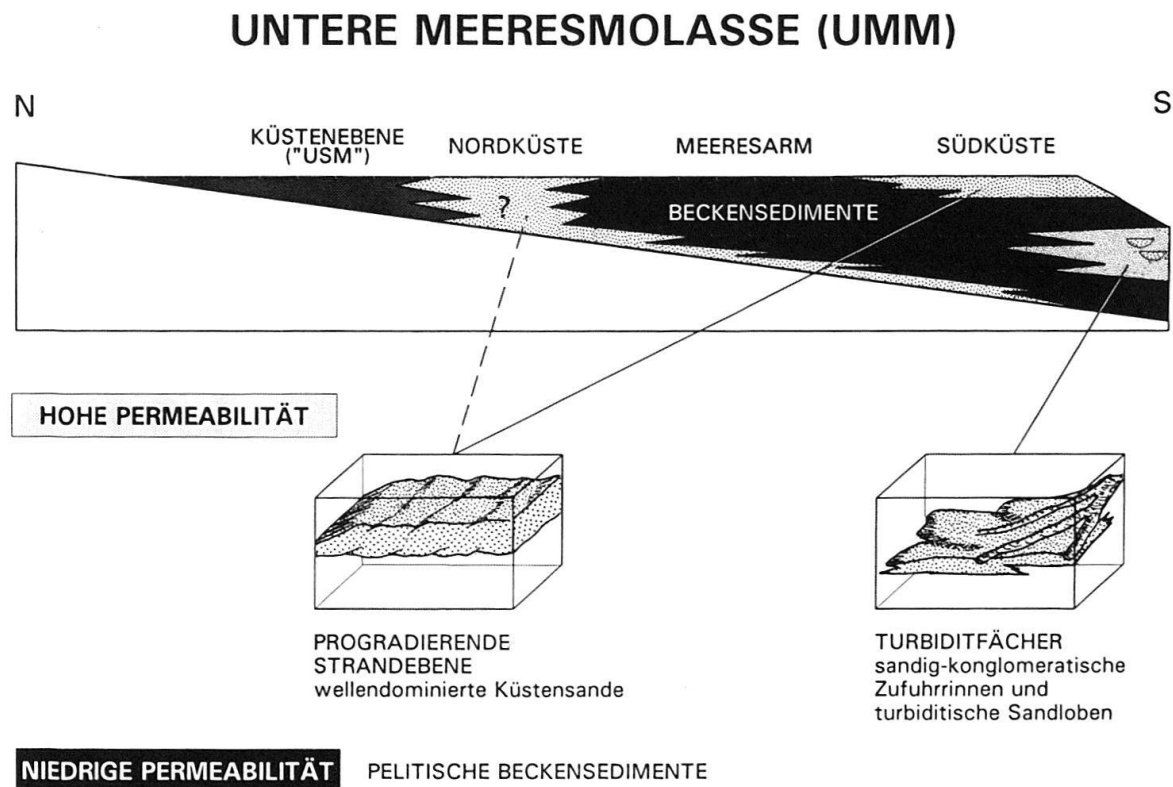 UNTERE MEERESMOLASSE (UMM)
N
S
KÜSTENEBENE
("USM")
NORDKÜSTE
MEERESARM
SÜDKÜSTE
?
BECKENSEDIMENTE
HOHE PERMEABILITÄT
PROGRADIERENDE
STRANDEBENE
wellendominierte Küstensande
TURBIDITFÄCHER
sandig-konglomeratische
Zufuhrrinnen und
turbiditische Sandloben
NIEDRIGE PERMEABILITÄT
PELITISCHE BECKENSEDIMENTE